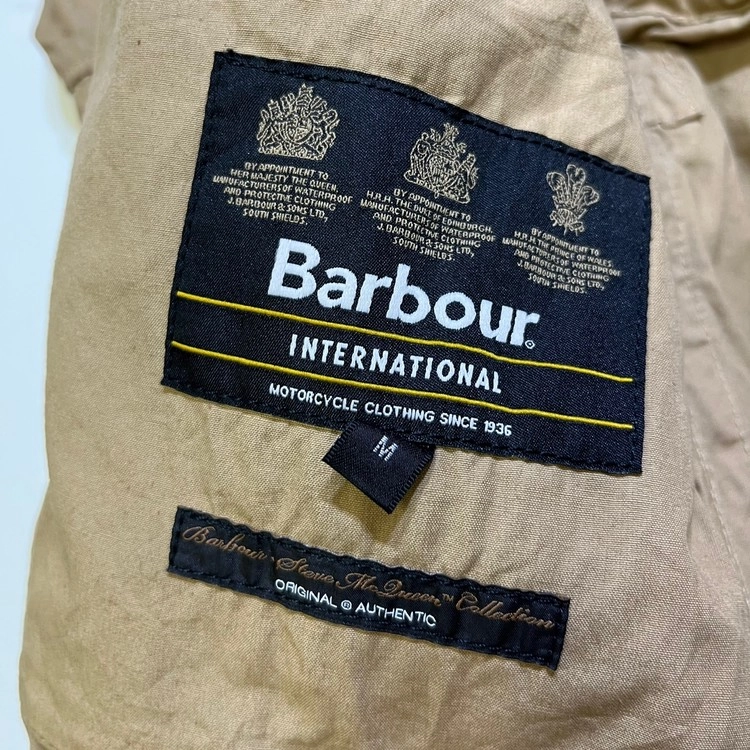 BY APPOINTMENT TO
HER MAJESTY THE QUEEN.
MANUFACTURERS OF WATERPROOF
AND PROTECTIVE CLOTHING
J. BARBOUR & SONS LTD,
SOUTH SHIELDS.
BY APPOINTMENT TO
H.R.H. THE DUKE OF EDINBURGH.
MANUFACTURERS OF WATERPROOF
AND PROTECTIVE CLOTHING
J. BARBOUR & SONS LTD,
SOUTH SHIELDS.
BY APPOINTMENT TO
H.R.H. THE PRINCE OF WALES.
MANUFACTURERS OF WATERPROOF
AND PROTECTIVE CLOTHING
J. BARBOUR & SONS LTD,
SOUTH SHIELDS.
Barbour®
INTERNATIONAL
MOTORCYCLE CLOTHING SINCE 1936
M
Barbour Steve McQueen™ Collection
ORIGINAL & AUTHENTIC